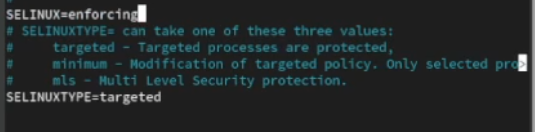 SELINUX=enforcing
# SELINUXTYPE= can take one of these three values:
#     targeted - Targeted processes are protected,
#     minimum - Modification of targeted policy. Only selected pro>
#     mls - Multi Level Security protection.
SELINUXTYPE=targeted